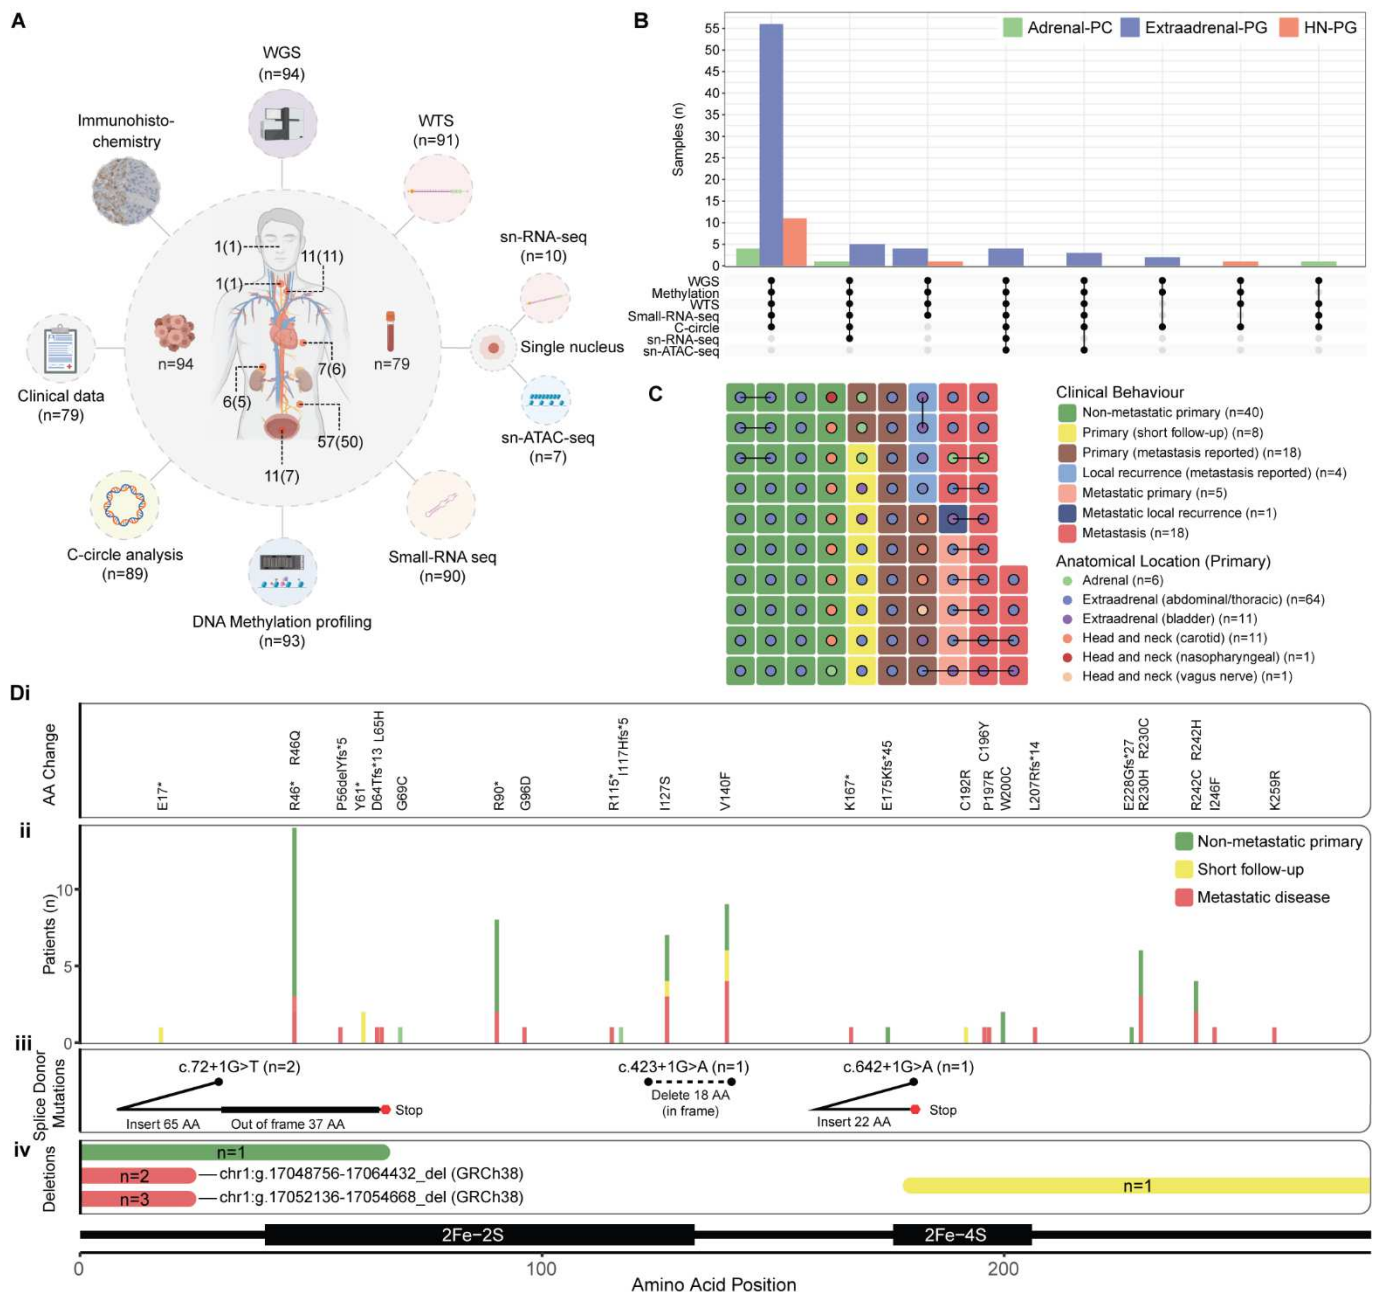 A
WGS
(n=94)
Immunohisto-
chemistry
WTS
(n=91)
sn-RNA-seq
(n=10)
Single nucleus
sn-ATAC-seq
(n=7)
Small-RNA seq
(n=90)
DNA Methylation profiling
(n=93)
C-circle analysis
(n=89)
Clinical data
(n=79)
1(1)
11(11)
1(1)
n=94
n=79
7(6)
6(5)
57(50)
11(7)
B
Adrenal-PC
Extraadrenal-PG
HN-PG
Samples (n)
55
50
45
40
35
30
25
20
15
10
5
0
WGS
Methylation
WTS
Small-RNA-seq
C-circle
sn-RNA-seq
sn-ATAC-seq
C
Clinical Behaviour
Non-metastatic primary (n=40)
Primary (short follow-up) (n=8)
Primary (metastasis reported) (n=18)
Local recurrence (metastasis reported) (n=4)
Metastatic primary (n=5)
Metastatic local recurrence (n=1)
Metastasis (n=18)
Anatomical Location (Primary)
Adrenal (n=6)
Extraadrenal (abdominal/thoracic) (n=64)
Extraadrenal (bladder) (n=11)
Head and neck (carotid) (n=11)
Head and neck (nasopharyngeal) (n=1)
Head and neck (vagus nerve) (n=1)
Di
AA Change
E17*
R46* R46Q
P56delYfs*5
Y61*
D64Tfs*13 L65H
G69C
R90*
G96D
R115*
I117Hfs*5
I127S
V140F
K167*
E175Kfs*45
C192R
P197R C196Y
W200C
L207Rfs*14
E228Gfs*27
R230H R230C
R242C R242H
I246F
K259R
ii
Patients (n)
10
5
0
Non-metastatic primary
Short follow-up
Metastatic disease
iii
Splice Donor
Mutations
c.72+1G>T (n=2)
Insert 65 AA
Out of frame 37 AA
Stop
c.423+1G>A (n=1)
Delete 18 AA
(in frame)
c.642+1G>A (n=1)
Insert 22 AA
Stop
iv
Deletions
n=1
n=2
chr1:g.17048756-17064432_del (GRCh38)
n=3
chr1:g.17052136-17054668_del (GRCh38)
n=1
2Fe−2S
2Fe−4S
0
100
200
Amino Acid Position